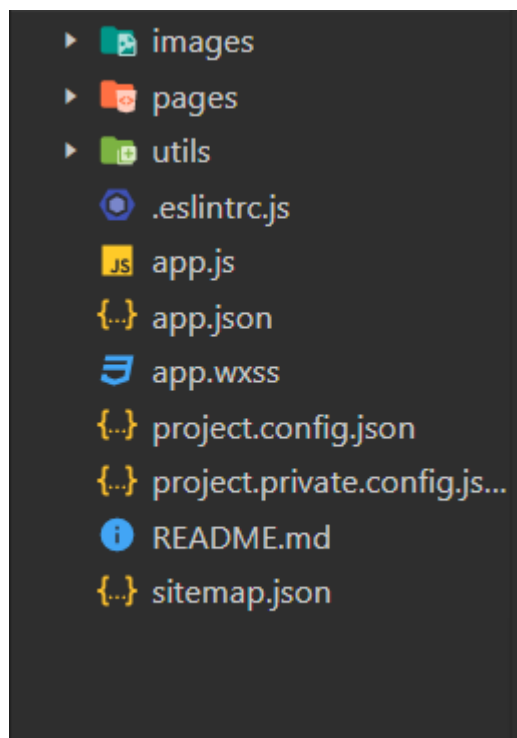 images
pages
utils
.eslintrc.js
JS app.js
{...} app.json
app.wxss
{...} project.config.json
{...} project.private.config.js...
README.md
{...} sitemap.json